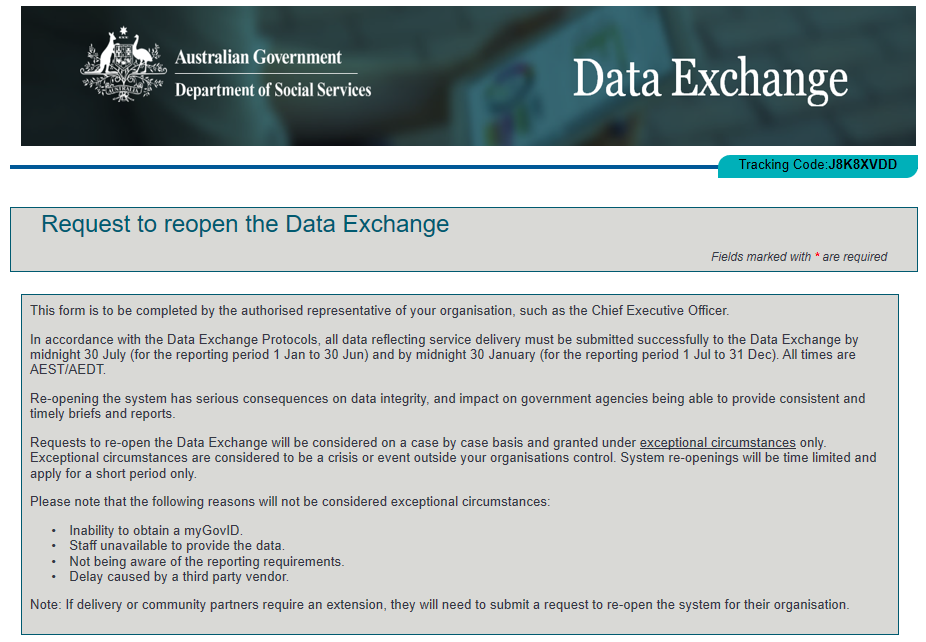 Australian Government
Department of Social Services
Data Exchange
Tracking Code:J8K8XVDD
Request to reopen the Data Exchange
Fields marked with * are required
This form is to be completed by the authorised representative of your organisation, such as the Chief Executive Officer.
In accordance with the Data Exchange Protocols, all data reflecting service delivery must be submitted successfully to the Data Exchange by
midnight 30 July (for the reporting period 1 Jan to 30 Jun) and by midnight 30 January (for the reporting period 1 Jul to 31 Dec). All times are
AEST/AEDT.
Re-opening the system has serious consequences on data integrity, and impact on government agencies being able to provide consistent and
timely briefs and reports.
Requests to re-open the Data Exchange will be considered on a case by case basis and granted under exceptional circumstances only.
Exceptional circumstances are considered to be a crisis or event outside your organisations control. System re-openings will be time limited and
apply for a short period only.
Please note that the following reasons will not be considered exceptional circumstances:
• Inability to obtain a myGovID.
• Staff unavailable to provide the data.
• Not being aware of the reporting requirements.
• Delay caused by a third party vendor.
Note: If delivery or community partners require an extension, they will need to submit a request to re-open the system for their organisation.